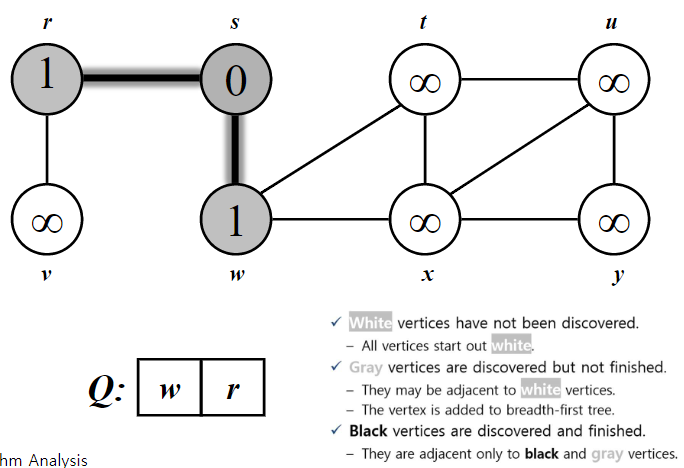 r s t u
1 0 ∞ ∞
∞ 1 ∞ ∞
v w x y
✓ White vertices have not been discovered.
– All vertices start out white.
✓ Gray vertices are discovered but not finished.
– They may be adjacent to white vertices.
– The vertex is added to breadth-first tree.
✓ Black vertices are discovered and finished.
– They are adjacent only to black and gray vertices.
Q: w r
hm Analysis